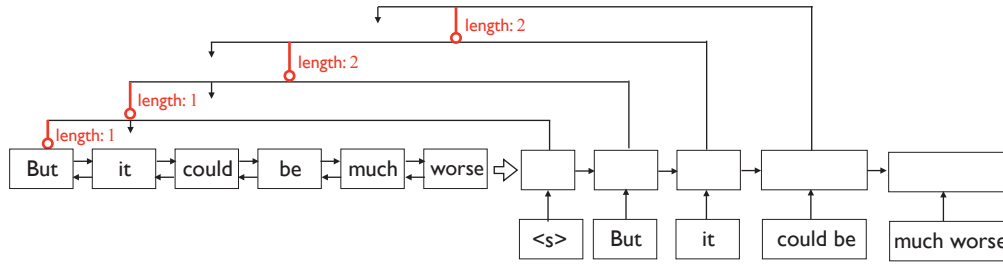 length: 2
length: 2
length: 1
length: 1
But it could be much worse
<s> But it could be much worse